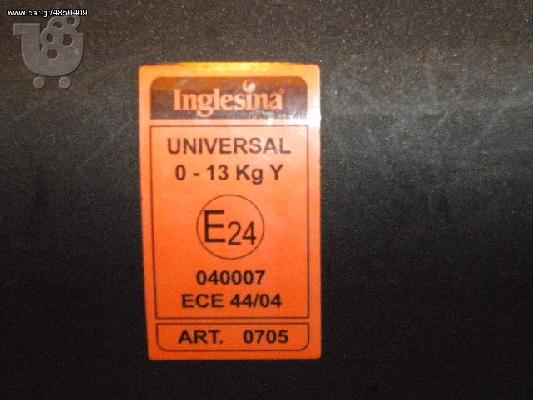 Inglesina
UNIVERSAL
0 - 13 Kg Y
E24
040007
ECE 44/04
ART. 0705